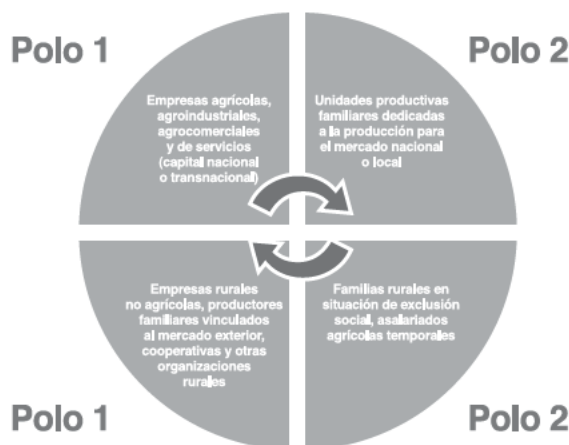 Polo 1
Polo 2
Empresas agrícolas,
agroindustriales,
agrocomerciales
y de servicios
(capital nacional
o transnacional)
Unidades productivas
familiares dedicadas
a la producción para
el mercado nacional
o local
Empresas rurales
no agrícolas, productores
familiares vinculados
al mercado exterior,
cooperativas y otras
organizaciones
rurales
Familias rurales en
situación de exclusión
social, asalariados
agrícolas temporales
Polo 1
Polo 2